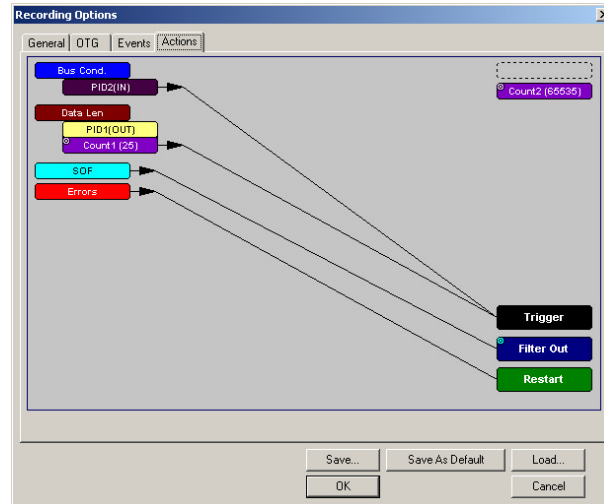 Recording Options
General OTG Events Actions
Bus Cond.
PID2(IN)
Count2 (65535)
Data Len
PID1(OUT)
Count1 (25)
SOF
Errors
Trigger
Filter Out
Restart
Save... Save As Default Load...
OK Cancel